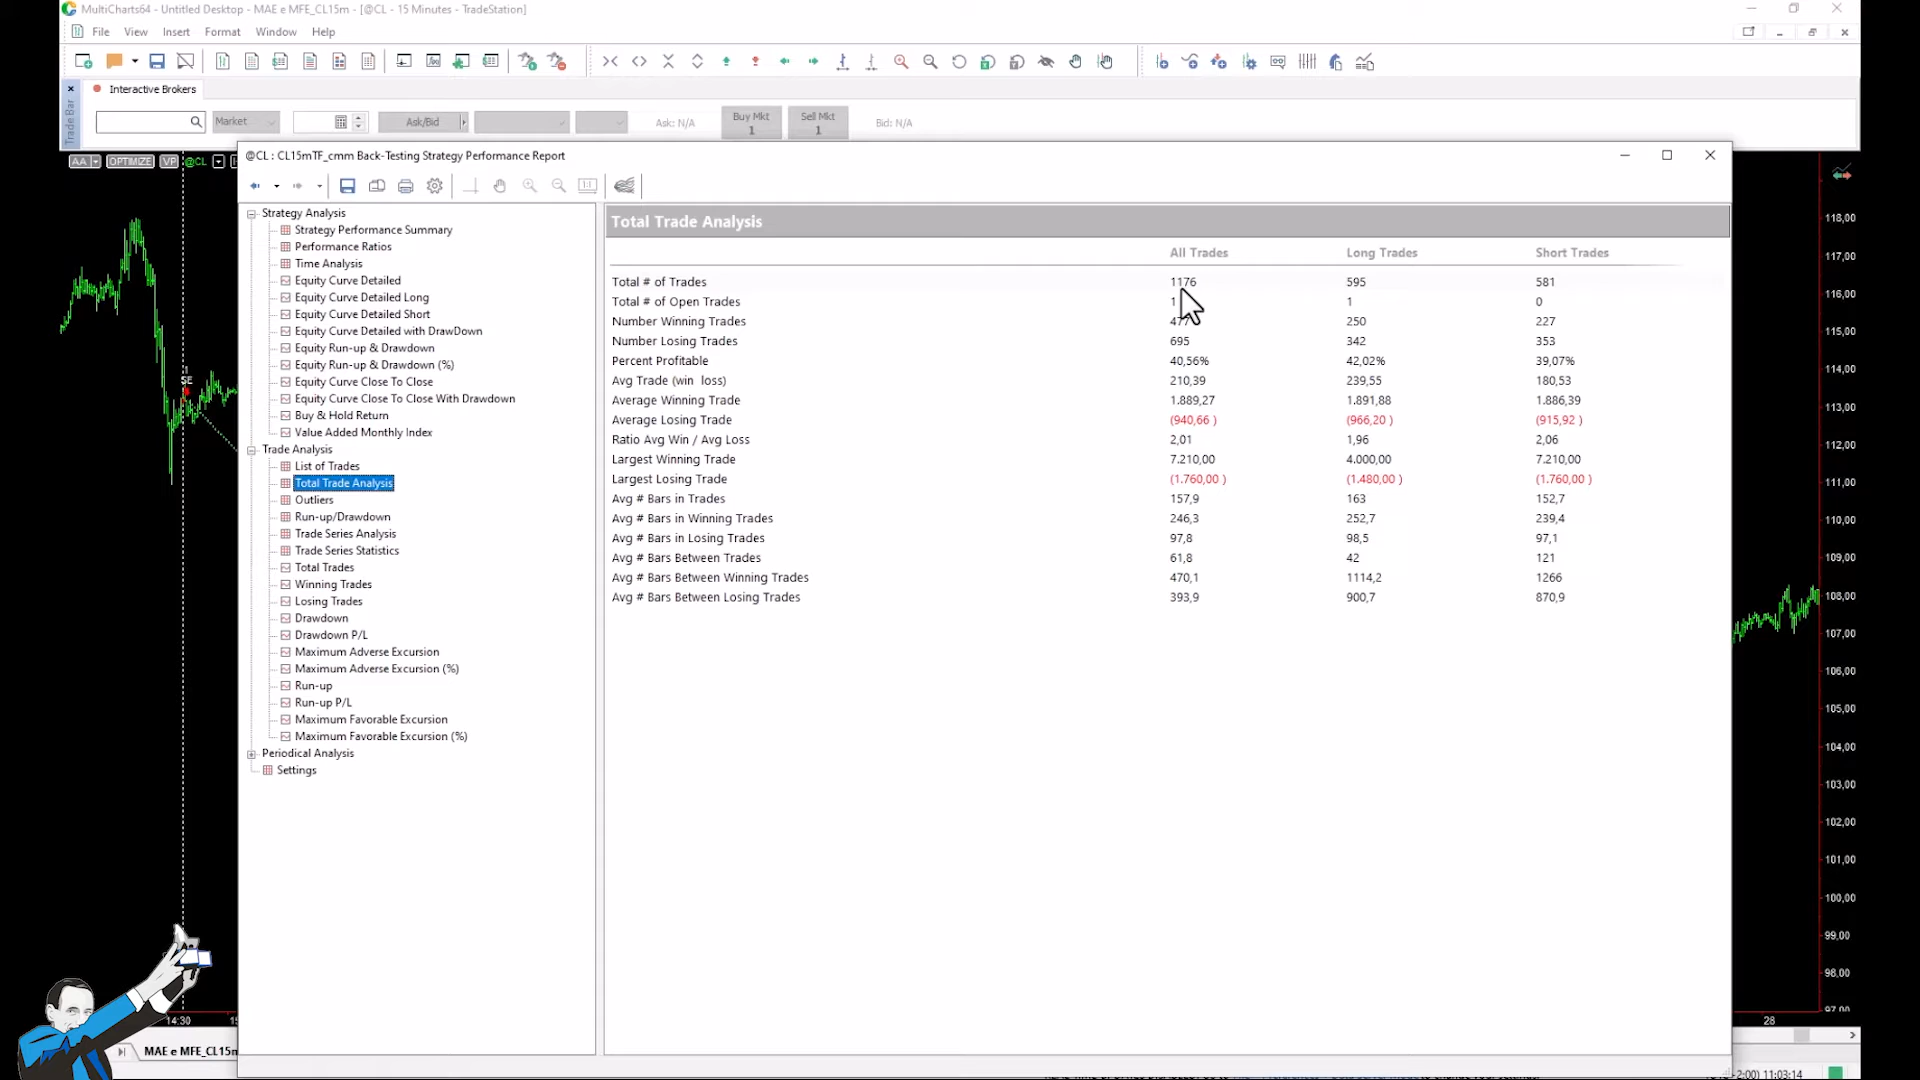 MultiCharts64 - Untitled Desktop - MAE e MFE_CL15m - [@CL - 15 Minutes - TradeStation]
File View Insert Format Window Help
Interactive Brokers
Trade Bar
Market Ask/Bid Ask: N/A Buy Mkt 1 Sell Mkt 1 Bid: N/A
AA OPTIMIZE VP @CL
@CL : CL15mTF_cmm Back-Testing Strategy Performance Report
Strategy Analysis
Strategy Performance Summary
Performance Ratios
Time Analysis
Equity Curve Detailed
Equity Curve Detailed Long
Equity Curve Detailed Short
Equity Curve Detailed with DrawDown
Equity Run-up & Drawdown
Equity Run-up & Drawdown (%)
Equity Curve Close To Close
Equity Curve Close To Close With Drawdown
Buy & Hold Return
Value Added Monthly Index
Trade Analysis
List of Trades
Total Trade Analysis
Outliers
Run-up/Drawdown
Trade Series Analysis
Trade Series Statistics
Total Trades
Winning Trades
Losing Trades
Drawdown
Drawdown P/L
Maximum Adverse Excursion
Maximum Adverse Excursion (%)
Run-up
Run-up P/L
Maximum Favorable Excursion
Maximum Favorable Excursion (%)
Periodical Analysis
Settings
Total Trade Analysis
All Trades Long Trades Short Trades
Total # of Trades 1176 595 581
Total # of Open Trades 1 1 0
Number Winning Trades 477 250 227
Number Losing Trades 695 342 353
Percent Profitable 40,56% 42,02% 39,07%
Avg Trade (win loss) 210,39 239,55 180,53
Average Winning Trade 1.889,27 1.891,88 1.886,39
Average Losing Trade (940,66 ) (966,20 ) (915,92 )
Ratio Avg Win / Avg Loss 2,01 1,96 2,06
Largest Winning Trade 7.210,00 4.000,00 7.210,00
Largest Losing Trade (1.760,00 ) (1.480,00 ) (1.760,00 )
Avg # Bars in Trades 157,9 163 152,7
Avg # Bars in Winning Trades 246,3 252,7 239,4
Avg # Bars in Losing Trades 97,8 98,5 97,1
Avg # Bars Between Trades 61,8 42 121
Avg # Bars Between Winning Trades 470,1 1114,2 1266
Avg # Bars Between Losing Trades 393,9 900,7 870,9
SE
118,00
117,00
116,00
115,00
114,00
113,00
112,00
111,00
110,00
109,00
108,00
107,00
106,00
105,00
104,00
103,00
102,00
101,00
100,00
99,00
98,00
97,00
14:30
28
MAE e MFE_CL15m
11:03:14